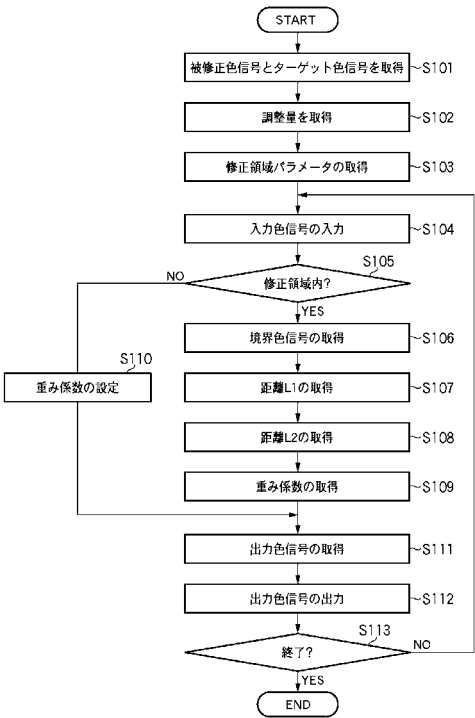 START
被修正色信号とターゲット色信号を取得
S101
調整量を取得
S102
修正領域パラメータの取得
S103
入力色信号の入力
S104
S105
NO
修正領域内?
YES
境界色信号の取得
S106
S110
重み係数の設定
距離L1の取得
S107
距離L2の取得
S108
重み係数の取得
S109
出力色信号の取得
S111
出力色信号の出力
S112
S113
終了?
NO
YES
END